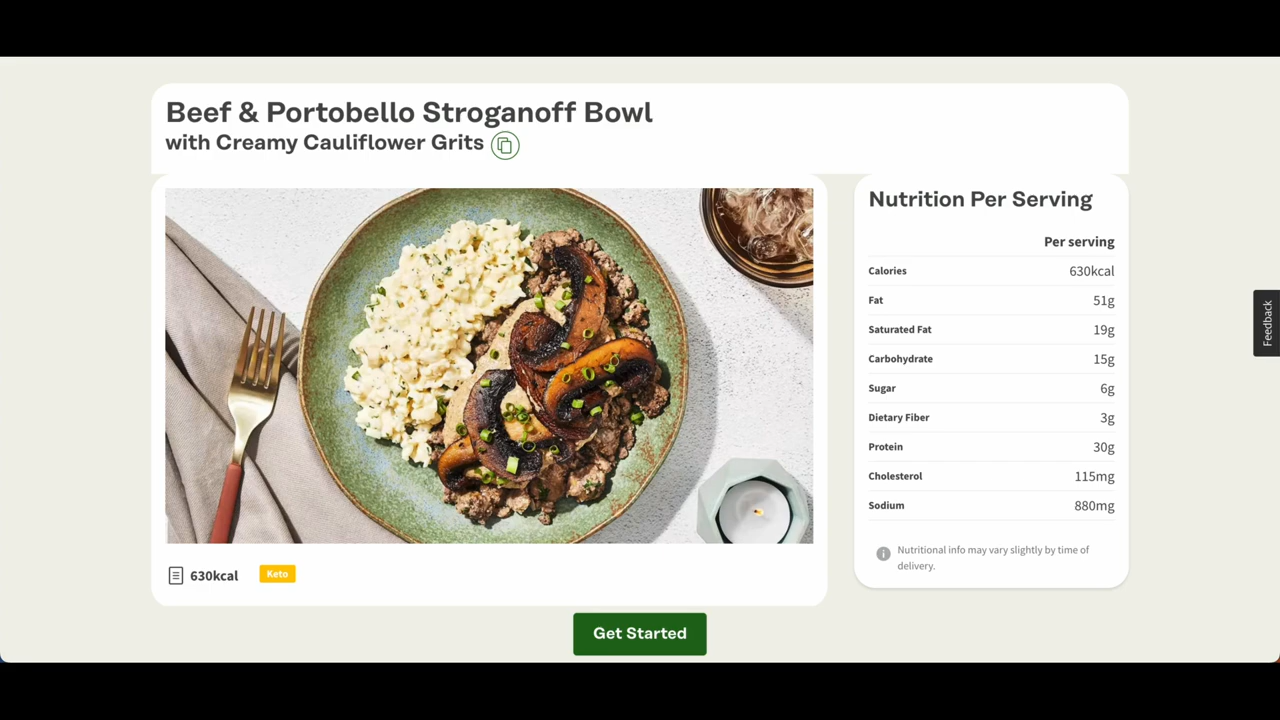 Beef & Portobello Stroganoff Bowl
with Creamy Cauliflower Grits
Nutrition Per Serving
Per serving
Calories 630kcal
Fat 51g
Saturated Fat 19g
Carbohydrate 15g
Sugar 6g
Dietary Fiber 3g
Protein 30g
Cholesterol 115mg
Sodium 880mg
Nutritional info may vary slightly by time of
delivery.
630kcal Keto
Get Started
Feedback